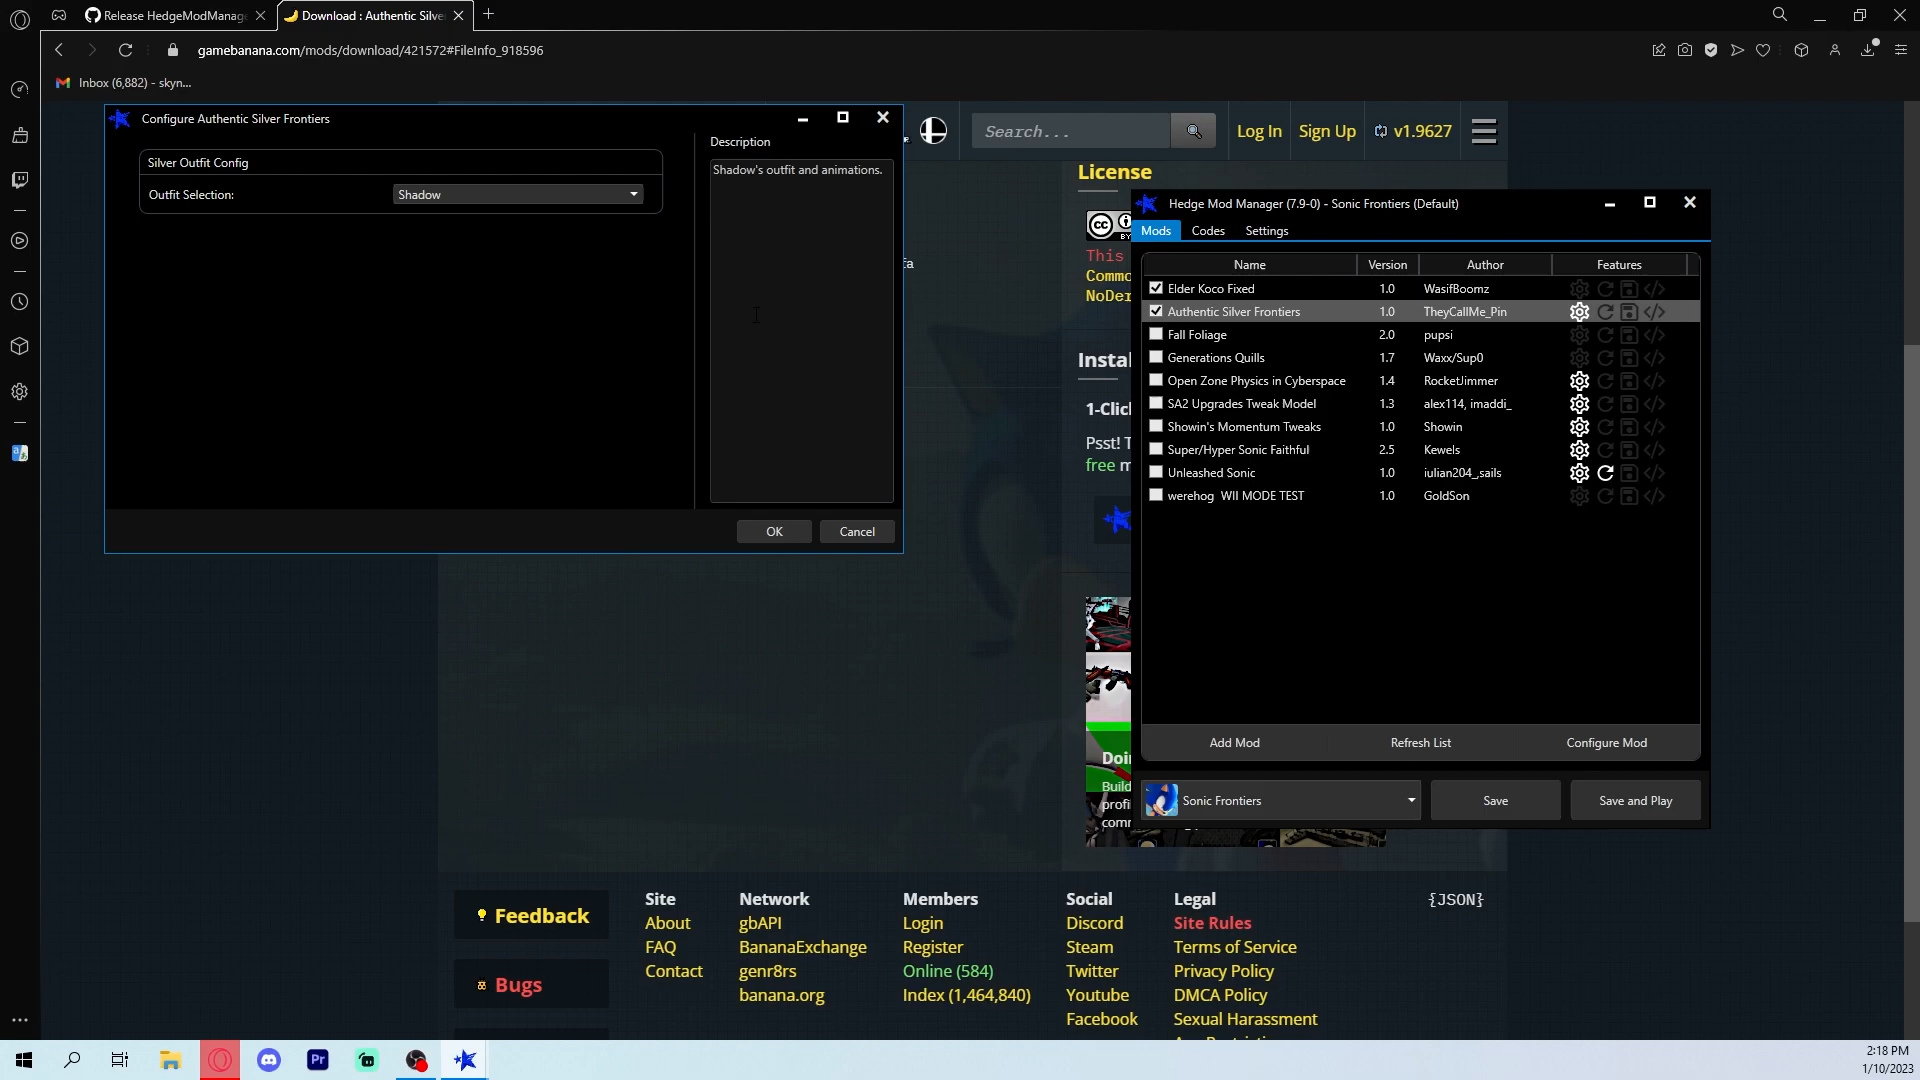 Release HedgeModManage
Download : Authentic Silve
gamebanana.com/mods/download/421572#FileInfo_918596
Inbox (6,882) - skyn...
Search...
Log In
Sign Up
v1.9627
License
This
Commo
NoDer
Instal
1-Clic
Psst! T
free m
Doin
Build
profi
comm
Configure Authentic Silver Frontiers
Silver Outfit Config
Outfit Selection:
Shadow
Description
Shadow's outfit and animations.
OK
Cancel
Hedge Mod Manager (7.9-0) - Sonic Frontiers (Default)
Mods Codes Settings
Name Version Author Features
Elder Koco Fixed 1.0 WasifBoomz
Authentic Silver Frontiers 1.0 TheyCallMe_Pin
Fall Foliage 2.0 pupsi
Generations Quills 1.7 Waxx/Sup0
Open Zone Physics in Cyberspace 1.4 RocketJimmer
SA2 Upgrades Tweak Model 1.3 alex114, imaddi_
Showin's Momentum Tweaks 1.0 Showin
Super/Hyper Sonic Faithful 2.5 Kewels
Unleashed Sonic 1.0 iulian204_,sails
werehog  WII MODE TEST 1.0 GoldSon
Add Mod Refresh List Configure Mod
Sonic Frontiers
Save
Save and Play
Feedback
Bugs
Site
About
FAQ
Contact
Network
gbAPI
BananaExchange
genr8rs
banana.org
Members
Login
Register
Online (584)
Index (1,464,840)
Social
Discord
Steam
Twitter
Youtube
Facebook
Legal
Site Rules
Terms of Service
Privacy Policy
DMCA Policy
Sexual Harassment
{JSON}
Pr
2:18 PM
1/10/2023